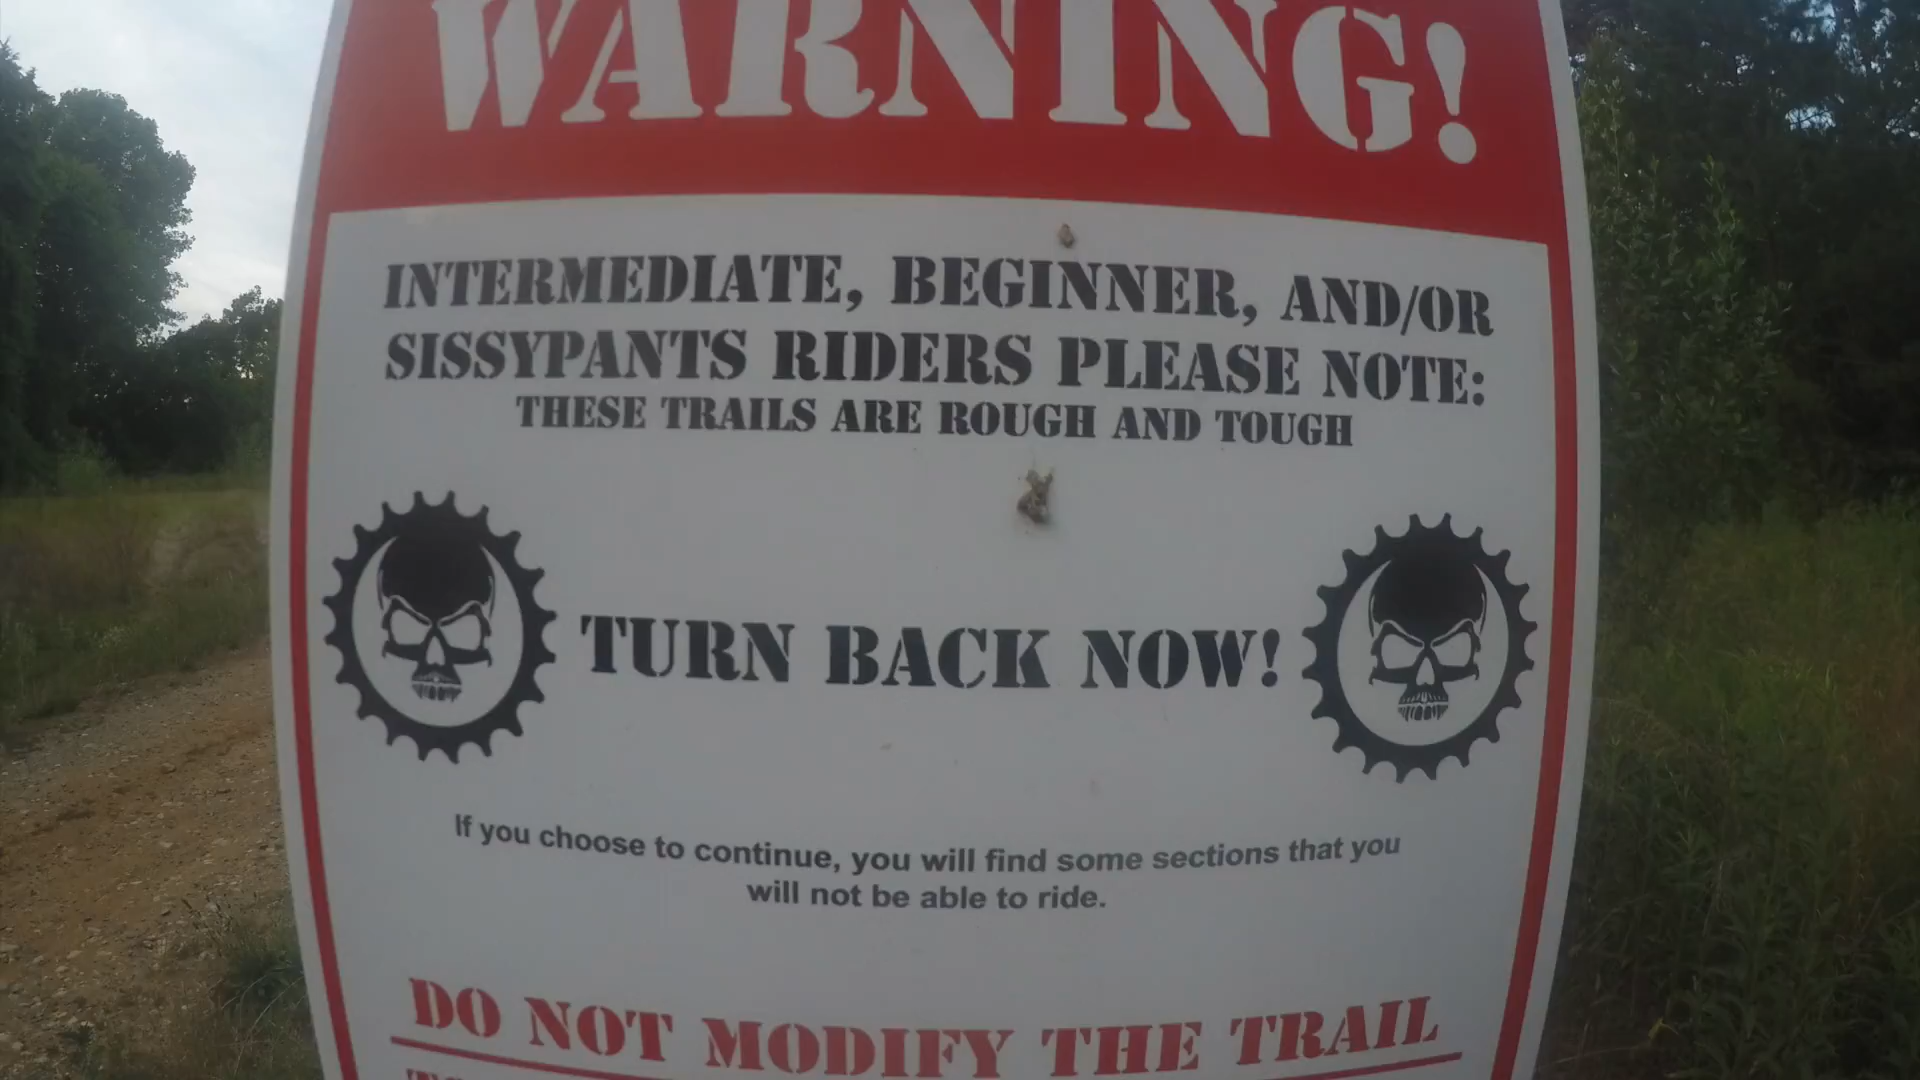 WARNING!
INTERMEDIATE, BEGINNER, AND/OR
SISSYPANTS RIDERS PLEASE NOTE:
THESE TRAILS ARE ROUGH AND TOUGH
TURN BACK NOW!
If you choose to continue, you will find some sections that you
will not be able to ride.
DO NOT MODIFY THE TRAIL